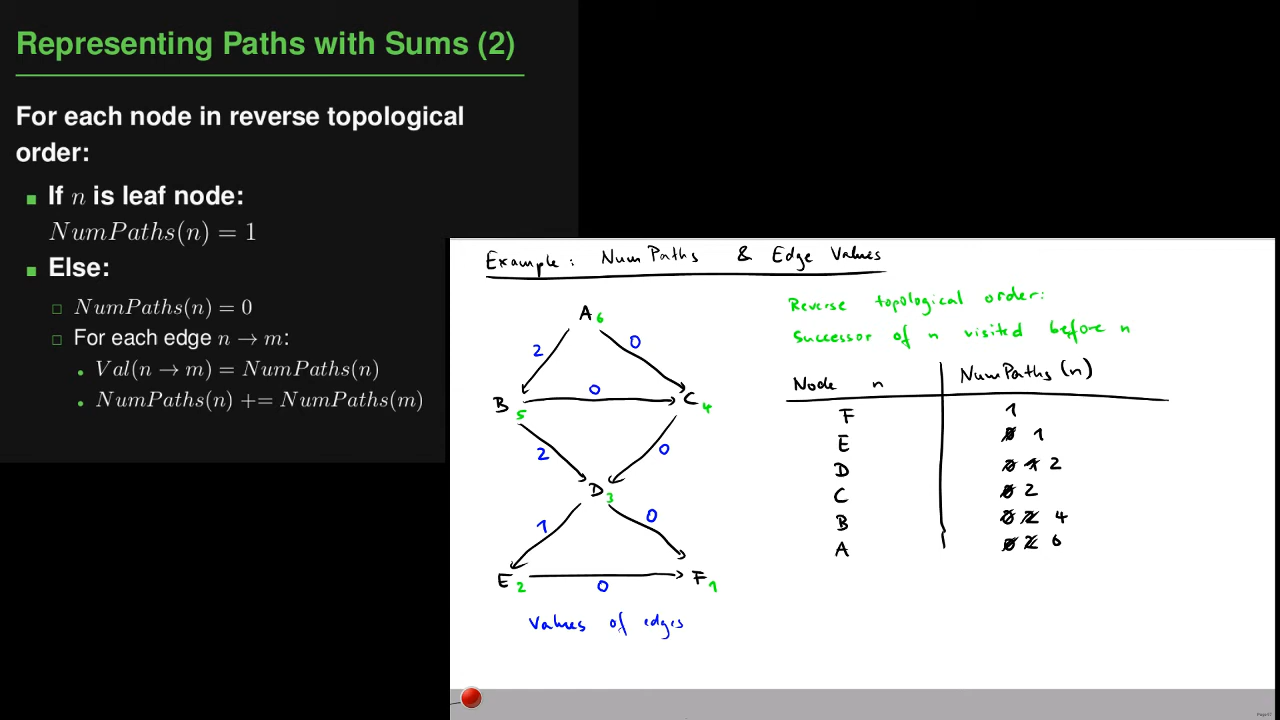 Representing Paths with Sums (2)
For each node in reverse topological
order:
If n is leaf node:
NumPaths(n) = 1
Else:
NumPaths(n) = 0
For each edge n → m:
Val(n → m) = NumPaths(n)
NumPaths(n) += NumPaths(m)
Example: NumPaths & Edge Values
A 6
2 0
B 5 0 C 4
2 0
D 3
1 0
E 2 0 F 1
Values of edges
Reverse topological order:
Successor of n visited before n
Node n NumPaths (n)
F 1
E 0 1
D 0 1 2
C 0 2
B 0 2 4
A 0 2 6